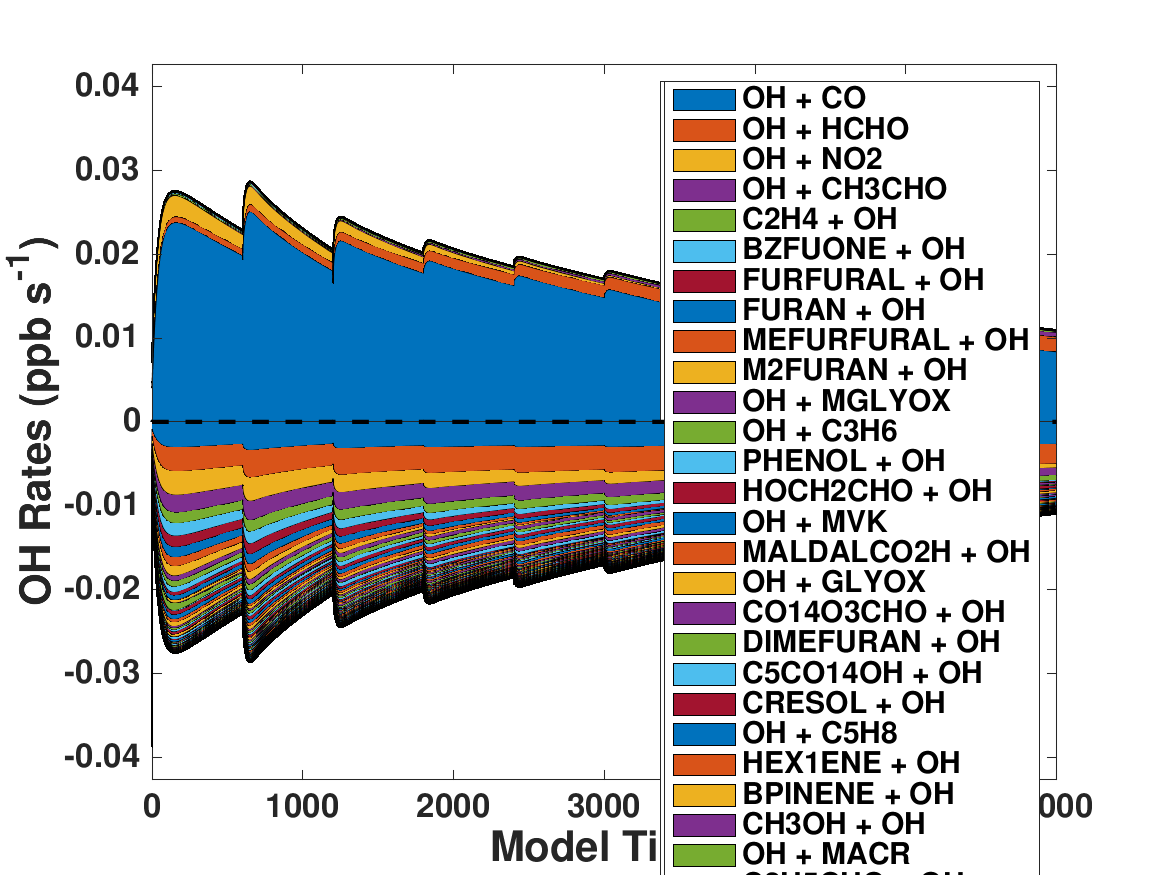 0.04
0.03
0.02
0.01
0
-0.01
-0.02
-0.03
-0.04
OH Rates (ppb s-1)
0 1000 2000 3000 000
Model Ti
OH + CO
OH + HCHO
OH + NO2
OH + CH3CHO
C2H4 + OH
BZFUONE + OH
FURFURAL + OH
FURAN + OH
MEFURFURAL + OH
M2FURAN + OH
OH + MGLYOX
OH + C3H6
PHENOL + OH
HOCH2CHO + OH
OH + MVK
MALDALCO2H + OH
OH + GLYOX
CO14O3CHO + OH
DIMEFURAN + OH
C5CO14OH + OH
CRESOL + OH
OH + C5H8
HEX1ENE + OH
BPINENE + OH
CH3OH + OH
OH + MACR